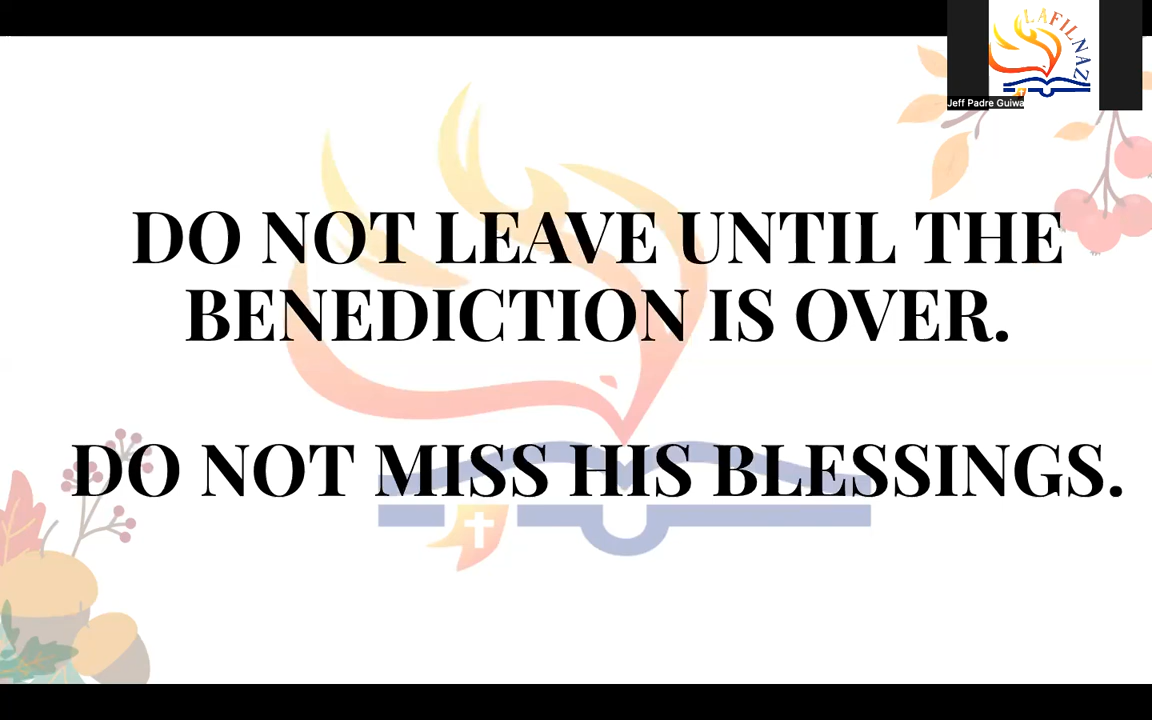 LAFILNAZ
Jeff Padre Guiwa
DO NOT LEAVE UNTIL THE
BENEDICTION IS OVER.
DO NOT MISS HIS BLESSINGS.